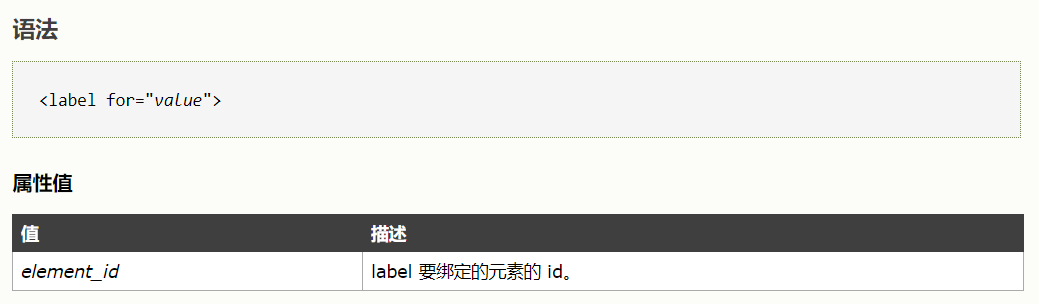 语法
<label for="value">
属性值
值 描述
element_id label 要绑定的元素的 id。